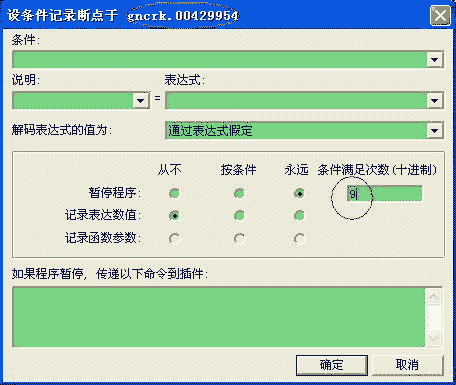 设条件记录断点于 gncrk.00429954
条件:
说明: 表达式:
=
解码表达式的值为: 通过表达式假定
从不 按条件 永远 条件满足次数(十进制)
暂停程序: 9
记录表达数值:
记录函数参数:
如果程序暂停, 传递以下命令到插件:
确定 取消